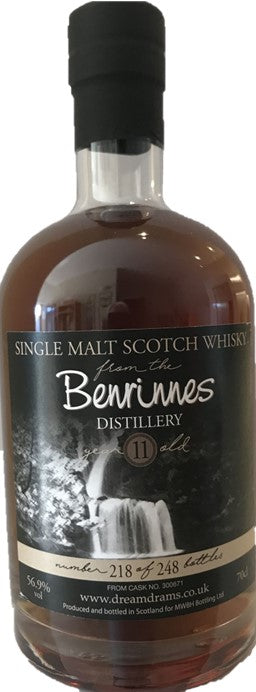 SINGLE MALT SCOTCH WHISKY
from the
Benrinnes
DISTILLERY
year 11 old
number 218 of 248 bottles
56.9% vol
70cl
FROM CASK NO. 300671
www.dreamdrams.co.uk
Produced and bottled in Scotland for MWBH Bottling Ltd.